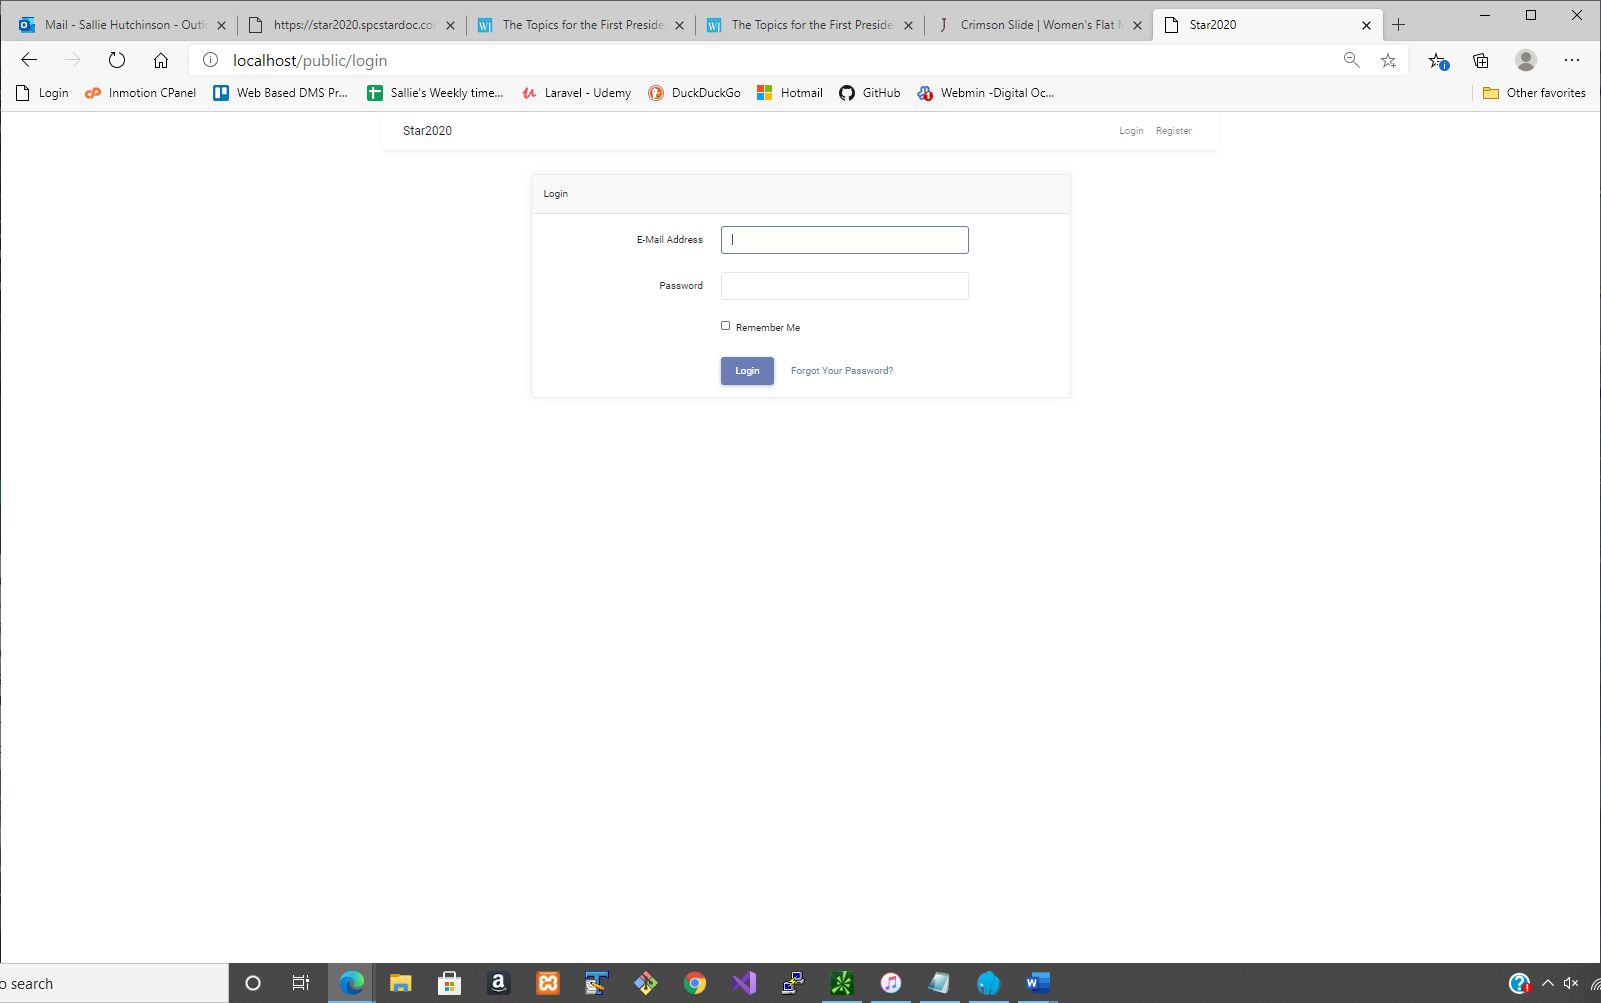 Mail - Sallie Hutchinson - Outl
https://star2020.spcstardoc.cor
The Topics for the First Preside
The Topics for the First Preside
Crimson Slide | Women's Flat M
Star2020
localhost/public/login
Login
Inmotion CPanel
Web Based DMS Pr...
Sallie's Weekly time...
Laravel - Udemy
DuckDuckGo
Hotmail
GitHub
Webmin -Digital Oc...
Other favorites
Star2020
Login Register
Login
E-Mail Address
Password
Remember Me
Login Forgot Your Password?
o search